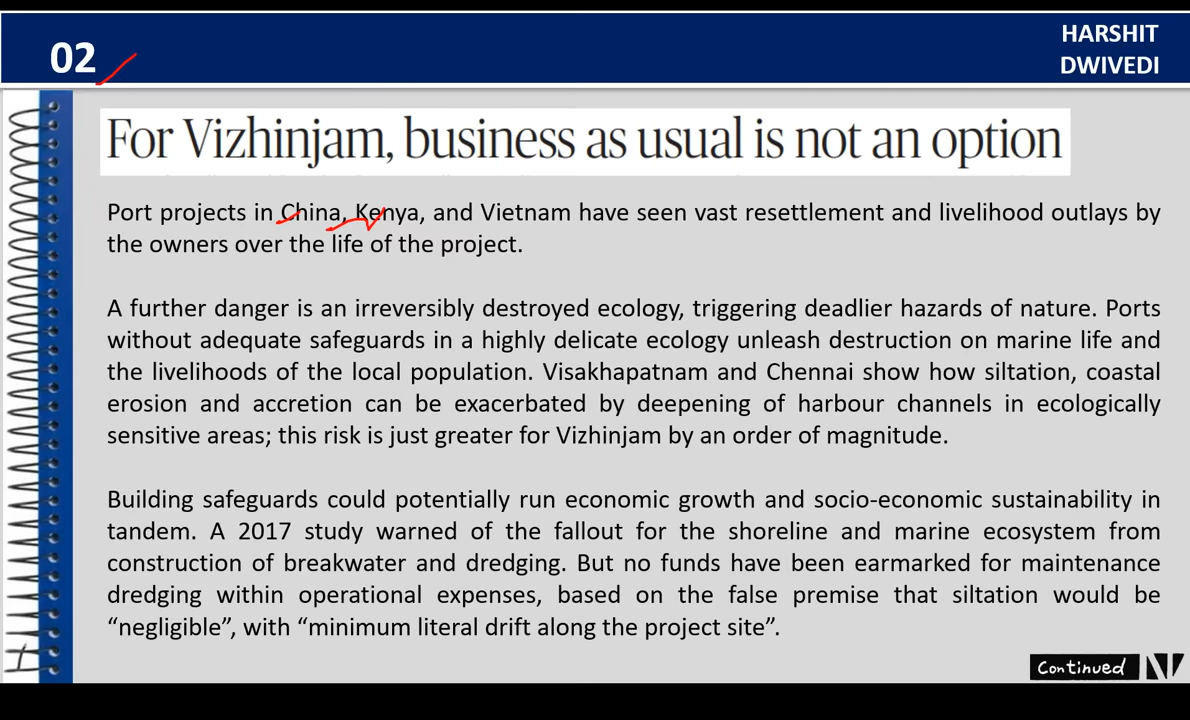 02
HARSHIT
DWIVEDI
For Vizhinjam, business as usual is not an option
Port projects in China, Kenya, and Vietnam have seen vast resettlement and livelihood outlays by
the owners over the life of the project.
A further danger is an irreversibly destroyed ecology, triggering deadlier hazards of nature. Ports
without adequate safeguards in a highly delicate ecology unleash destruction on marine life and
the livelihoods of the local population. Visakhapatnam and Chennai show how siltation, coastal
erosion and accretion can be exacerbated by deepening of harbour channels in ecologically
sensitive areas; this risk is just greater for Vizhinjam by an order of magnitude.
Building safeguards could potentially run economic growth and socio-economic sustainability in
tandem. A 2017 study warned of the fallout for the shoreline and marine ecosystem from
construction of breakwater and dredging. But no funds have been earmarked for maintenance
dredging within operational expenses, based on the false premise that siltation would be
“negligible”, with “minimum literal drift along the project site”.
Continued